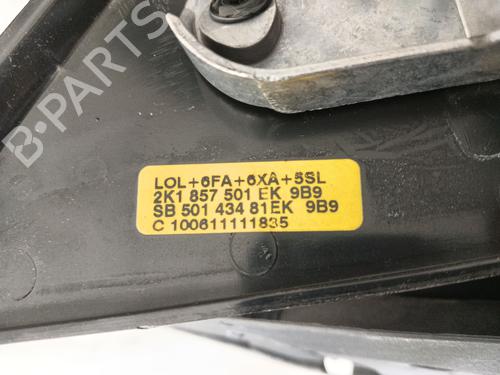 B-PARTS
LOL+6FA+6XA+5SL
2K1 857 501 EK 9B9
SB 501 434 81EK 9B9
C 100611111835